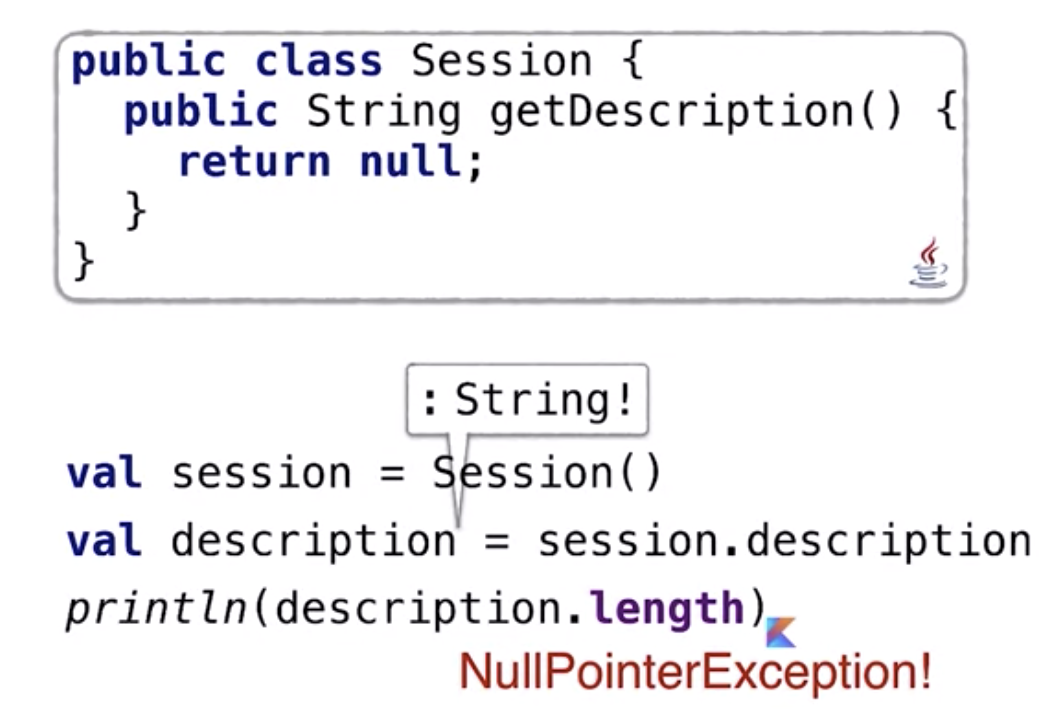 public class Session {
public String getDescription() {
return null;
}
}
: String!
val session = Session()
val description = session.description
println(description.length)
NullPointerException!